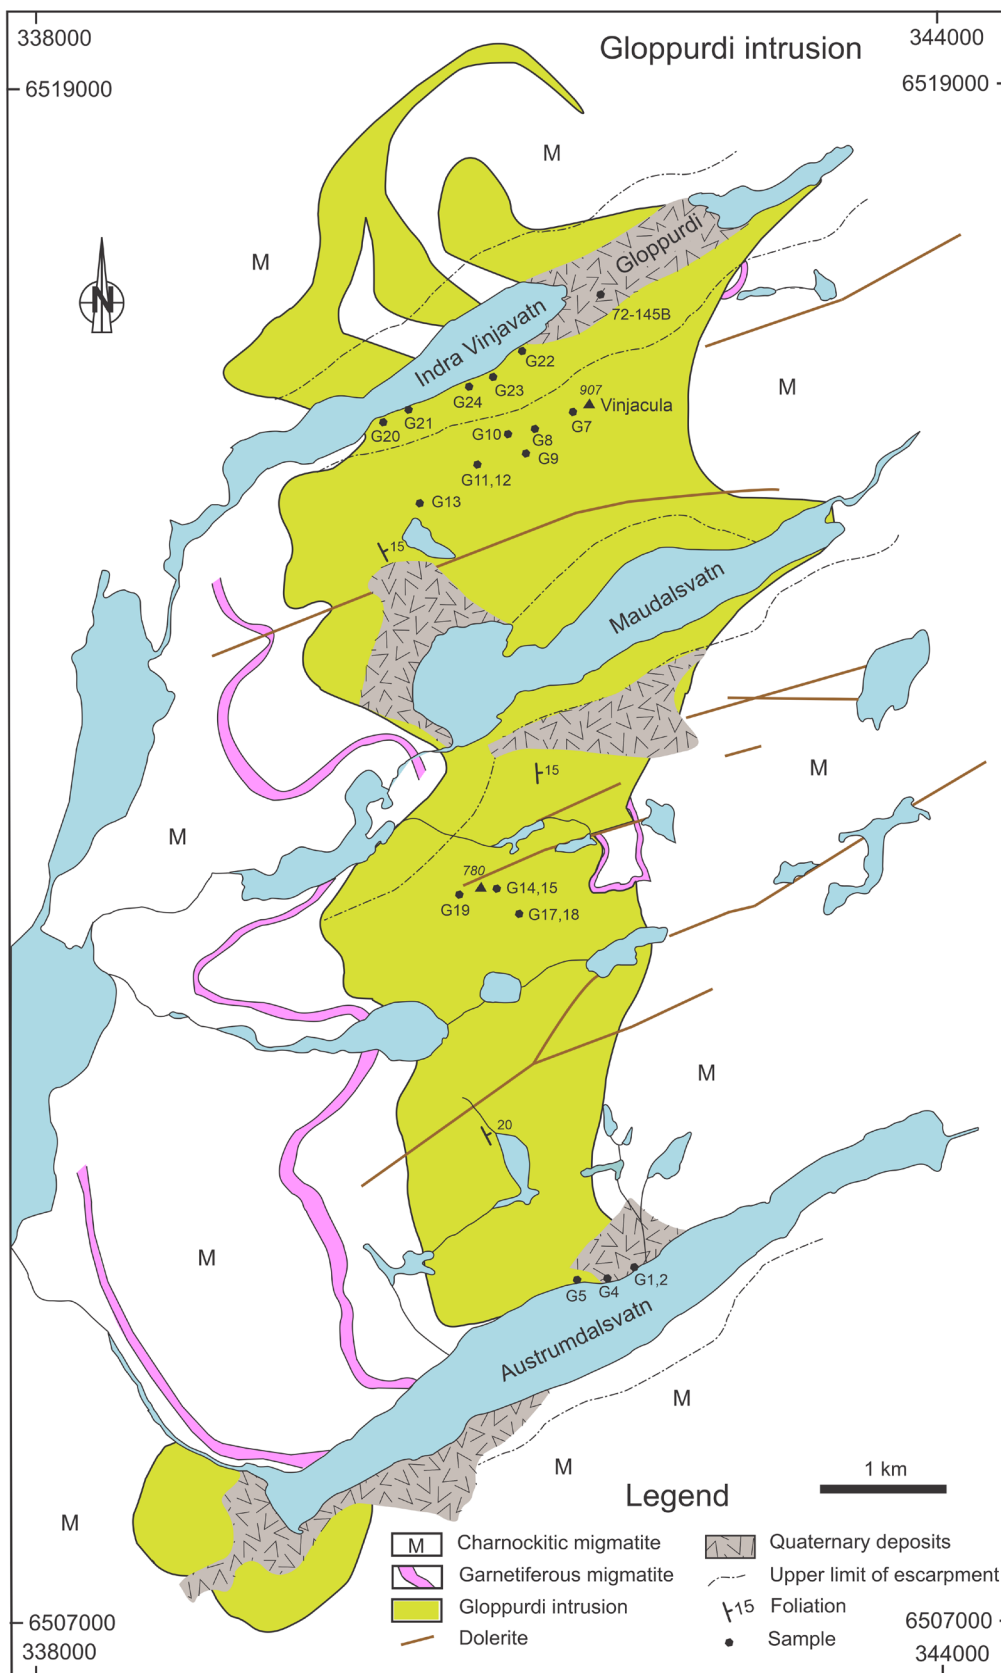 338000
Gloppurdi intrusion
344000
6519000
6519000
M
Gloppurdi
M
N
72-145B
Indra Vinjavatn
G22
G23
G24
907
Vinjacula
M
G21
G20
G7
G10
G8
G9
G11,12
G13
15
Maudalsvatn
15
M
M
780
G14,15
G19
G17,18
M
20
M
G1,2
G5
G4
Austrumdalsvatn
M
M
1 km
Legend
M
M
Charnockitic migmatite
Quaternary deposits
Garnetiferous migmatite
Upper limit of escarpment
Gloppurdi intrusion
15
Foliation
Dolerite
Sample
6507000
6507000
338000
344000